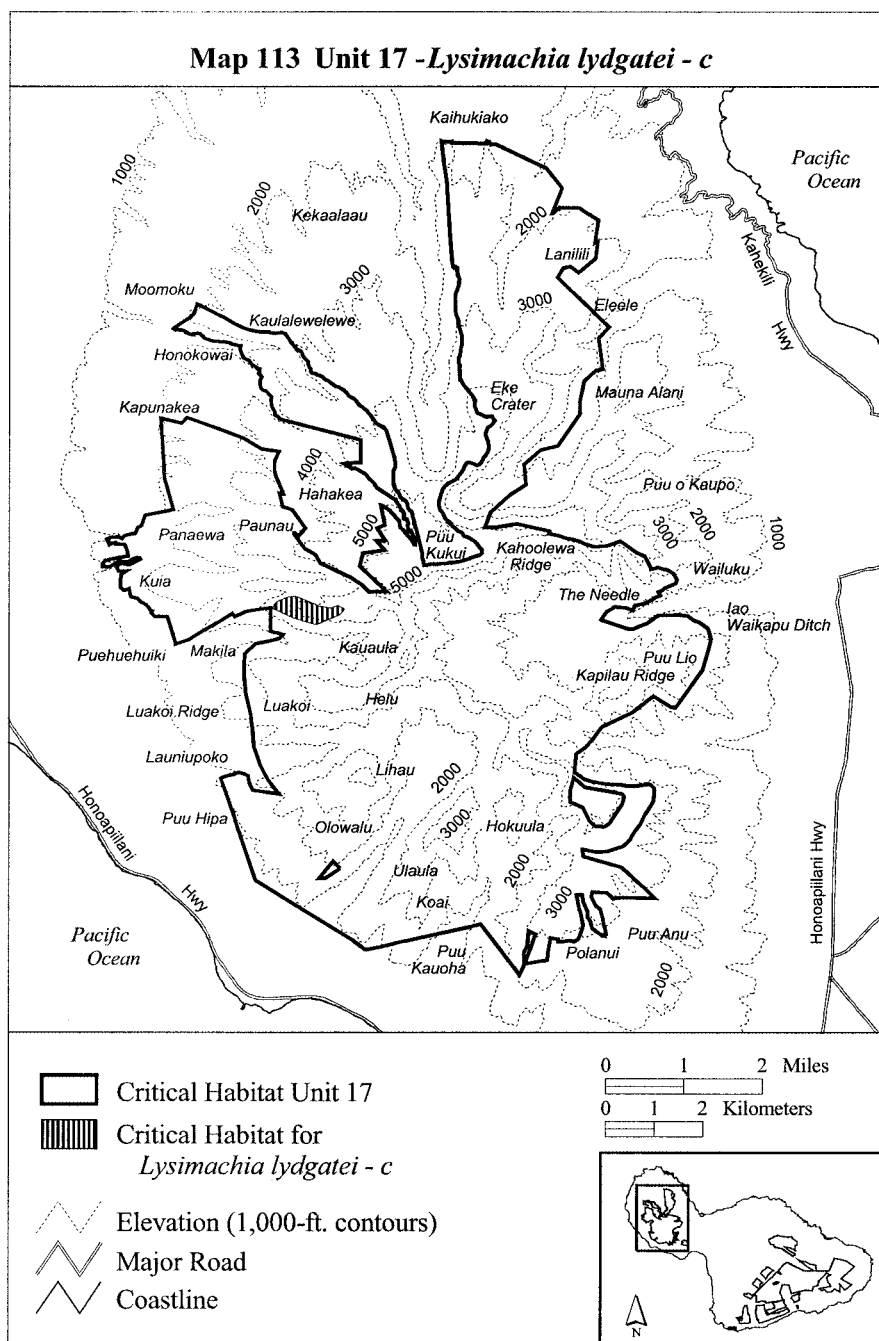 Map 113 Unit 17 - Lysimachia lydgatei - c
Kaihukiako
Pacific
Ocean
1000
2000
Kekaalaau
2000
Lanilili
Kahekili
Hwy
3000
Moomoku
Kaulalewelewe
3000
Eleele
Honokowai
Eke
Crater
Mauna Alani
Kapunakea
4000
Hahakea
Puu o Kaupo
Panaewa
Paunau
5000
Puu
Kukui
Kahoolewa
Ridge
3000
2000
1000
Wailuku
Kuia
5000
The Needle
Iao
Waikapu Ditch
Puehuehuiki
Makila
Kauaula
Puu Lio
Kapilau Ridge
Luakoi Ridge
Luakoi
Helu
Launiupoko
Lihau
2000
Puu Hipa
Olowalu
3000
Hokuula
Honoapiilani
Hwy
Honoapiilani Hwy
Ulaula
2000
Koai
3000
Pacific
Ocean
Puu
Kauoha
Polanui
Puu Anu
2000
Critical Habitat Unit 17
Critical Habitat for
Lysimachia lydgatei - c
Elevation (1,000-ft. contours)
Major Road
Coastline
0 1 2 Miles
0 1 2 Kilometers
N